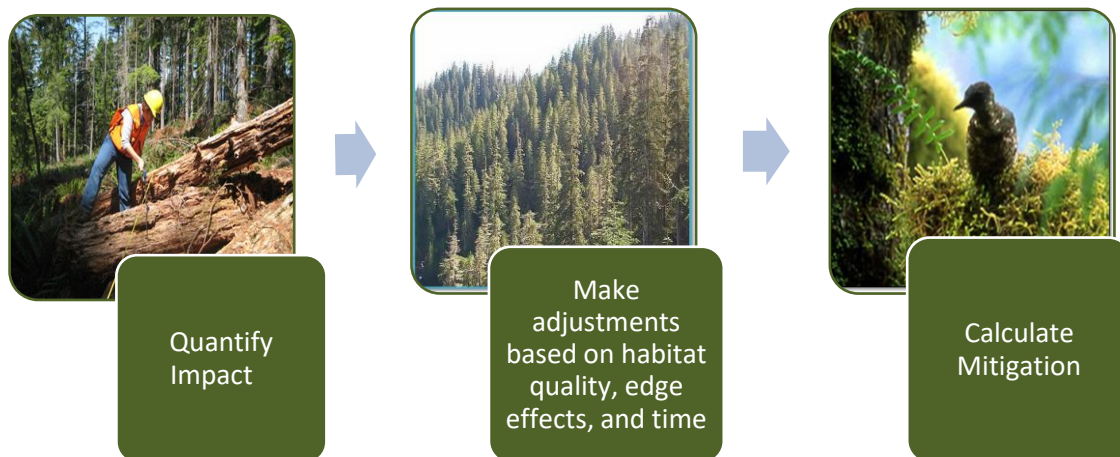 Quantify
Impact
Make
adjustments
based on habitat
quality, edge
effects, and time
Calculate
Mitigation